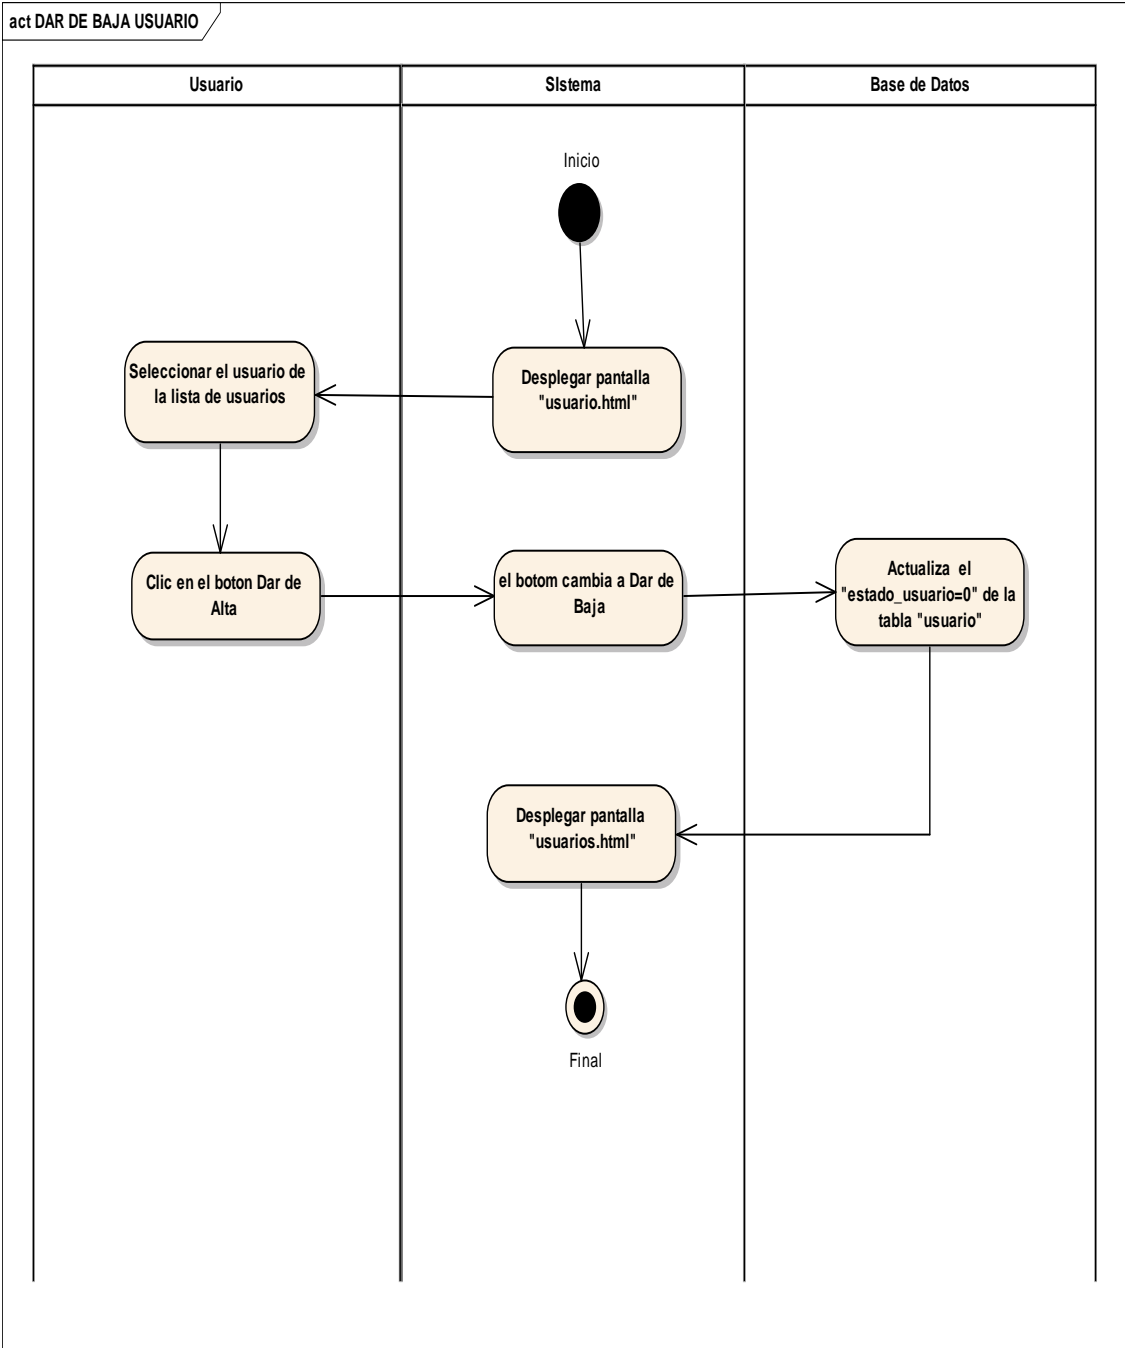 act DAR DE BAJA USUARIO
Usuario
SIstema
Base de Datos
Inicio
Desplegar pantalla
"usuario.html"
Seleccionar el usuario de
la lista de usuarios
Clic en el boton Dar de
Alta
el botom cambia a Dar de
Baja
Actualiza el
"estado_usuario=0" de la
tabla "usuario"
Desplegar pantalla
"usuarios.html"
Final